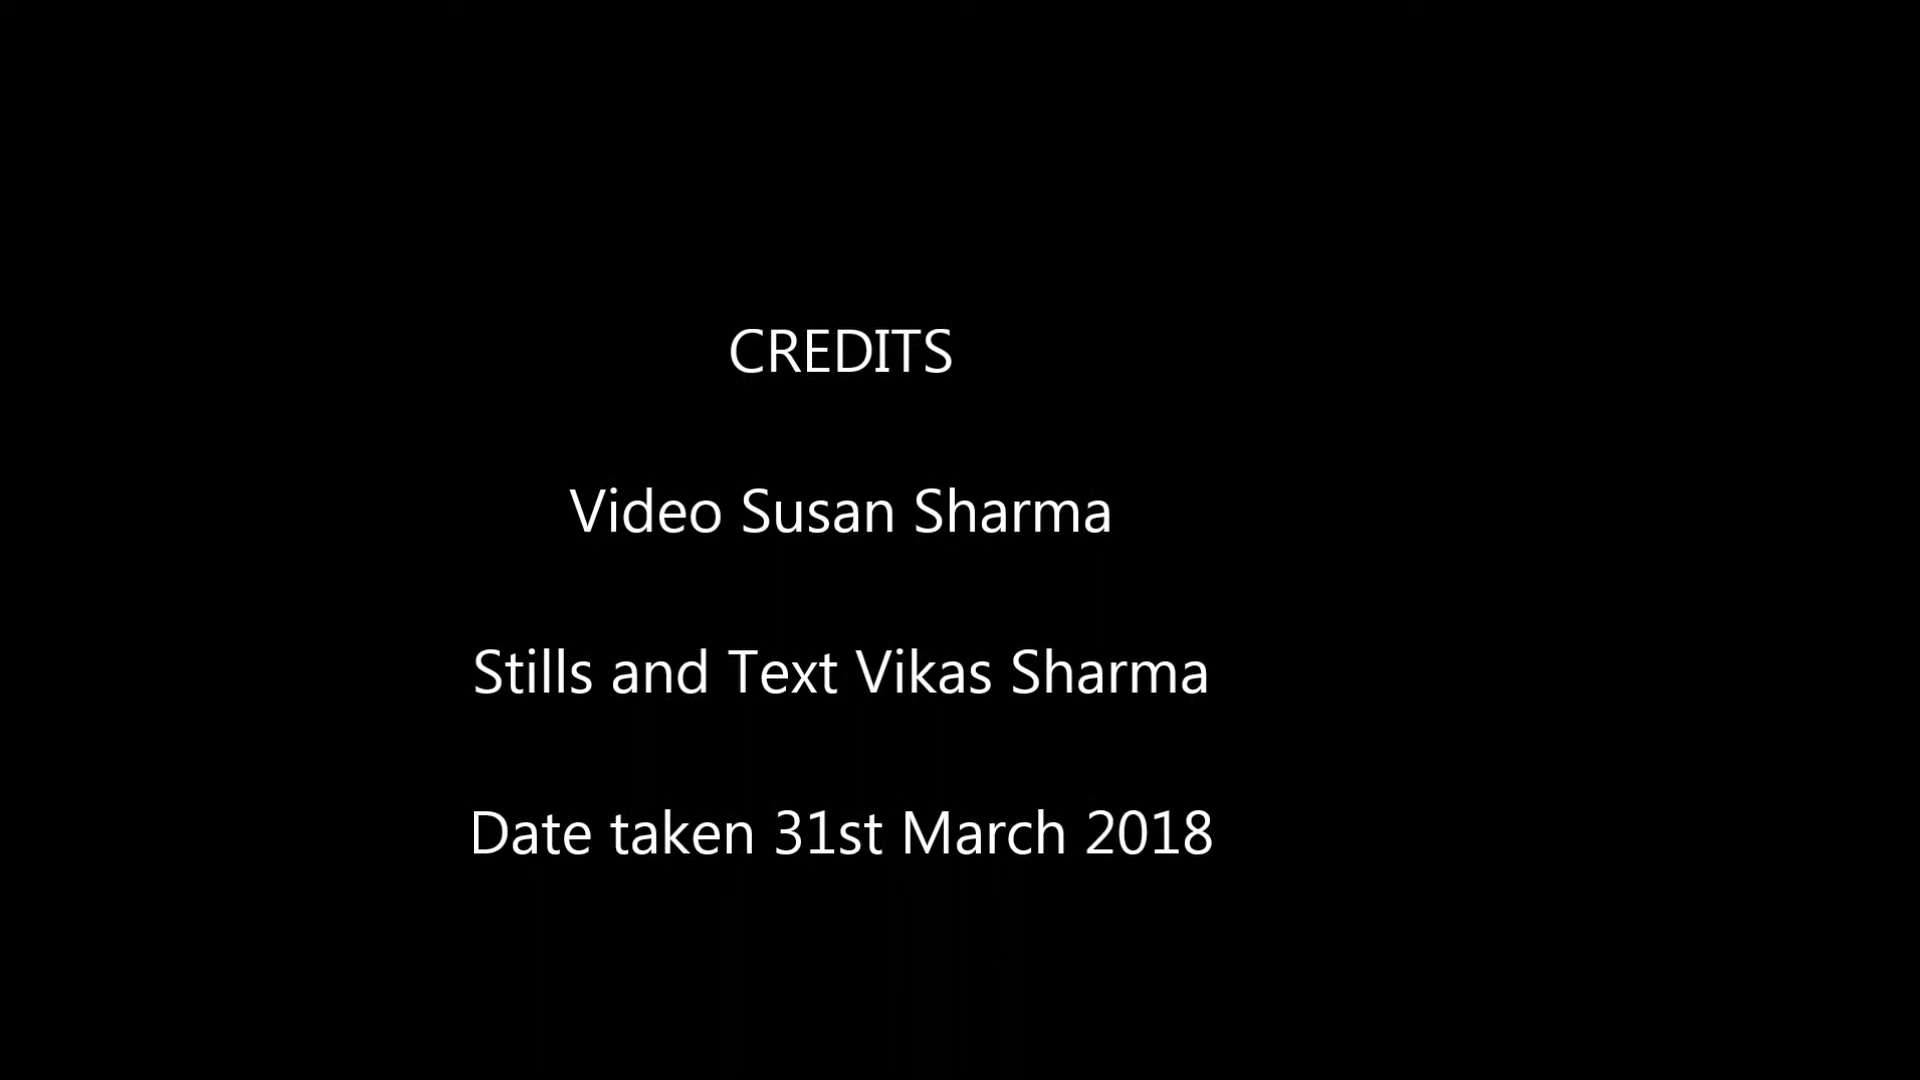 CREDITS
Video Susan Sharma
Stills and Text Vikas Sharma
Date taken 31st March 2018